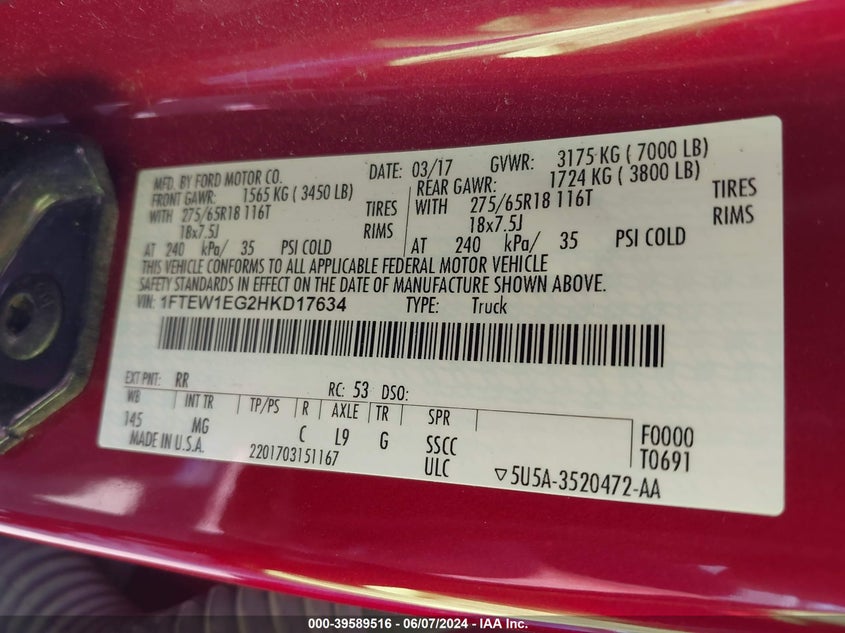 MFD. BY FORD MOTOR CO. DATE: 03/17 GVWR: 3175 KG ( 7000 LB)
FRONT GAWR: 1565 KG ( 3450 LB) REAR GAWR: 1724 KG ( 3800 LB)
WITH 275/65R18 116T TIRES WITH 275/65R18 116T TIRES
18x7.5J RIMS 18x7.5J RIMS
AT 240 kPa/ 35 PSI COLD AT 240 kPa/ 35 PSI COLD
THIS VEHICLE CONFORMS TO ALL APPLICABLE FEDERAL MOTOR VEHICLE
SAFETY STANDARDS IN EFFECT ON THE DATE OF MANUFACTURE SHOWN ABOVE.
VIN: 1FTEW1EG2HKD17634 TYPE: Truck
EXT PNT: RR RC: 53 DSO:
WB INT TR TP/PS R AXLE TR SPR
145 MG C L9 G SSCC F0000
MADE IN U.S.A. 2201703151167 ULC T0691
▽5U5A-3520472-AA
000-39589516 - 06/07/2024 - IAA Inc.